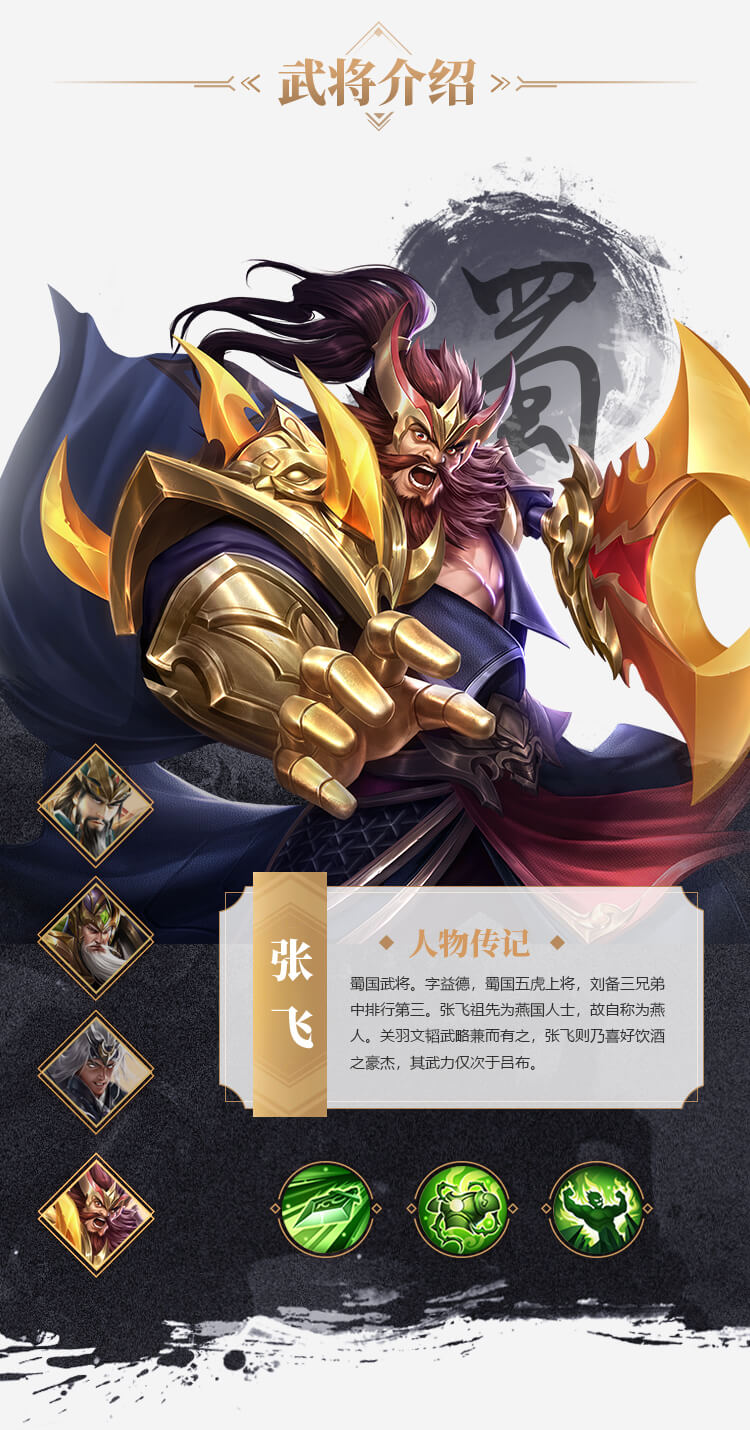 武将介绍
蜀
张飞
人物传记
蜀国武将。字益德，蜀国五虎上将，刘备三兄弟
中排行第三。张飞祖先为燕国人士，故自称为燕
人。关羽文韬武略兼而有之，张飞则乃喜好饮酒
之豪杰，其武力仅次于吕布。